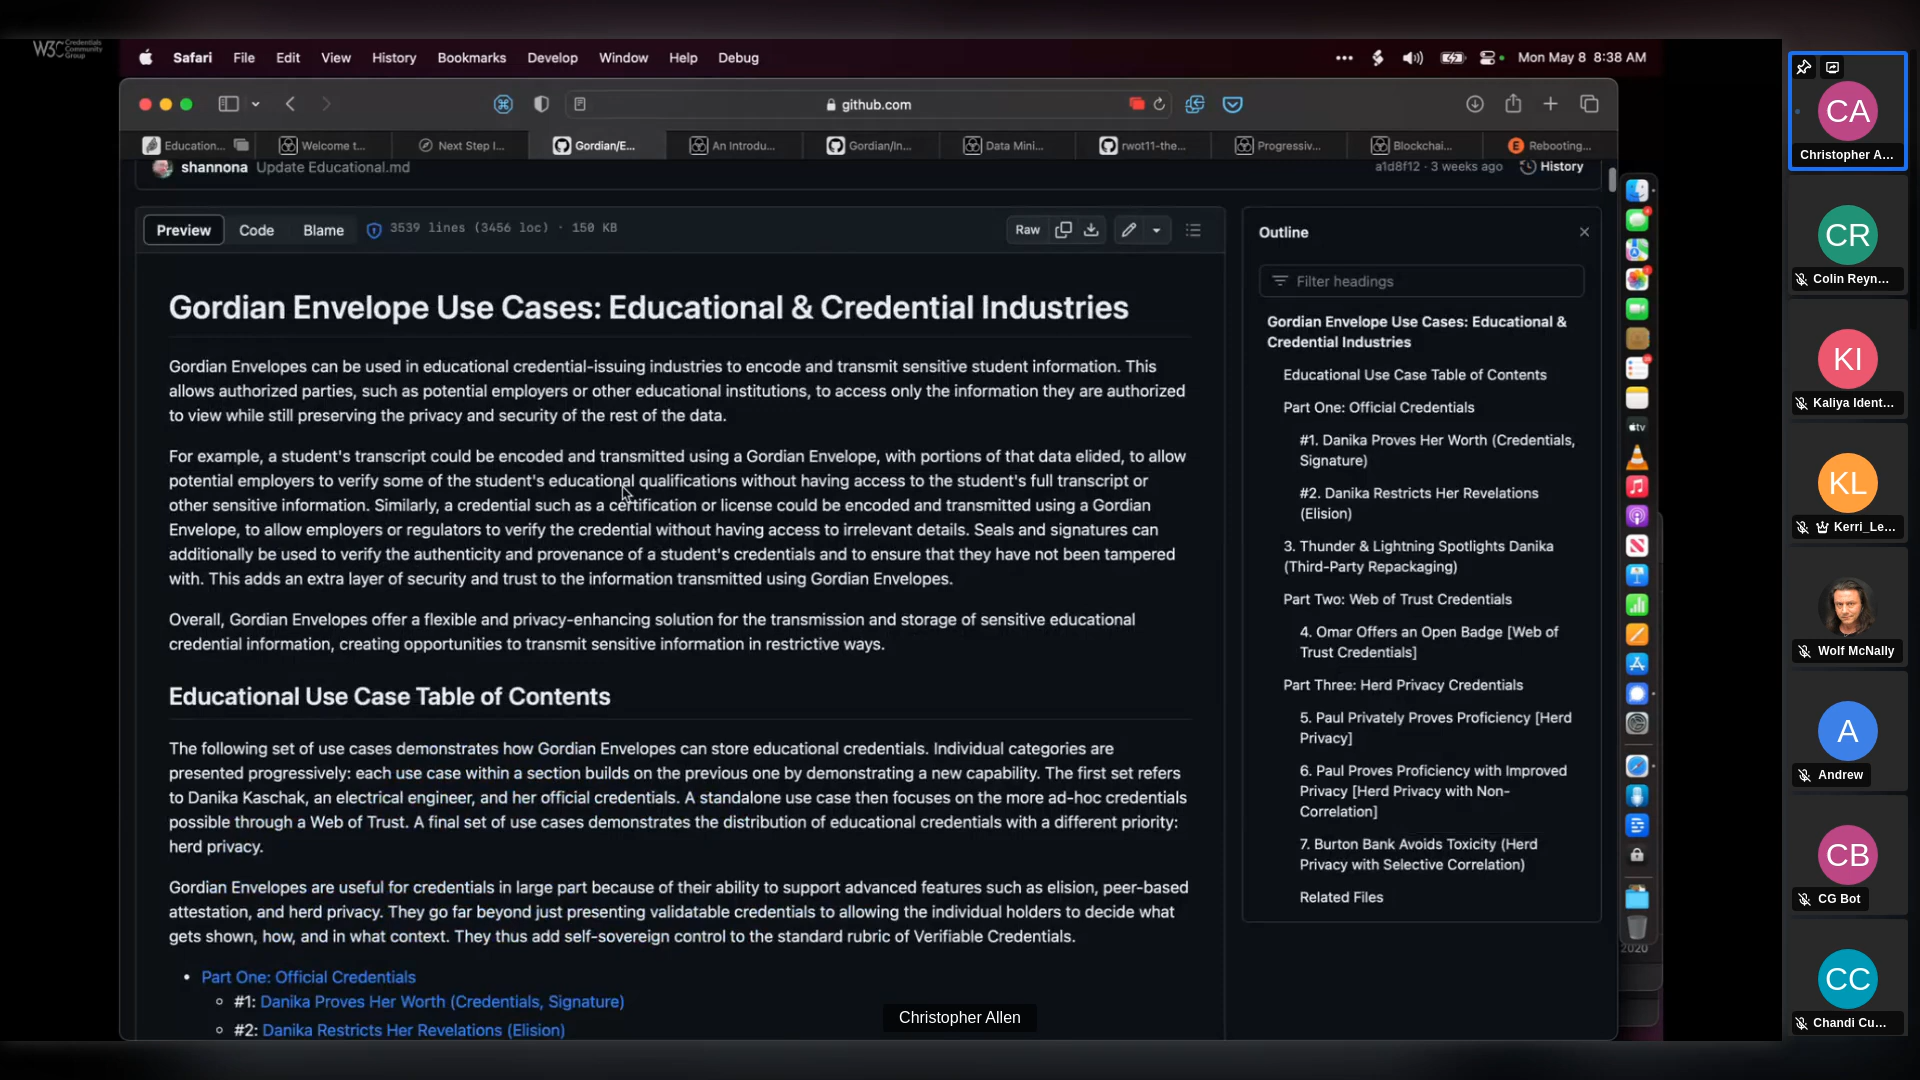 W3C Credentials Community Group
Safari File Edit View History Bookmarks Develop Window Help Debug
Mon May 8 8:38 AM
github.com
Education...
Welcome t...
Next Step I...
Gordian/E...
An Introdu...
Gordian/In...
Data Mini...
rwot11-the...
Progressiv...
Blockchai...
Rebooting...
shannona Update Educational.md
a1d8f12 · 3 weeks ago History
Preview Code Blame 3539 lines (3456 loc) · 150 KB
Raw
Gordian Envelope Use Cases: Educational & Credential Industries
Gordian Envelopes can be used in educational credential-issuing industries to encode and transmit sensitive student information. This
allows authorized parties, such as potential employers or other educational institutions, to access only the information they are authorized
to view while still preserving the privacy and security of the rest of the data.
For example, a student's transcript could be encoded and transmitted using a Gordian Envelope, with portions of that data elided, to allow
potential employers to verify some of the student's educational qualifications without having access to the student's full transcript or
other sensitive information. Similarly, a credential such as a certification or license could be encoded and transmitted using a Gordian
Envelope, to allow employers or regulators to verify the credential without having access to irrelevant details. Seals and signatures can
additionally be used to verify the authenticity and provenance of a student's credentials and to ensure that they have not been tampered
with. This adds an extra layer of security and trust to the information transmitted using Gordian Envelopes.
Overall, Gordian Envelopes offer a flexible and privacy-enhancing solution for the transmission and storage of sensitive educational
credential information, creating opportunities to transmit sensitive information in restrictive ways.
Educational Use Case Table of Contents
The following set of use cases demonstrates how Gordian Envelopes can store educational credentials. Individual categories are
presented progressively: each use case within a section builds on the previous one by demonstrating a new capability. The first set refers
to Danika Kaschak, an electrical engineer, and her official credentials. A standalone use case then focuses on the more ad-hoc credentials
possible through a Web of Trust. A final set of use cases demonstrates the distribution of educational credentials with a different priority:
herd privacy.
Gordian Envelopes are useful for credentials in large part because of their ability to support advanced features such as elision, peer-based
attestation, and herd privacy. They go far beyond just presenting validatable credentials to allowing the individual holders to decide what
gets shown, how, and in what context. They thus add self-sovereign control to the standard rubric of Verifiable Credentials.
• Part One: Official Credentials
○ #1: Danika Proves Her Worth (Credentials, Signature)
○ #2: Danika Restricts Her Revelations (Elision)
Outline
Filter headings
Gordian Envelope Use Cases: Educational &
Credential Industries
Educational Use Case Table of Contents
Part One: Official Credentials
#1. Danika Proves Her Worth (Credentials,
Signature)
#2. Danika Restricts Her Revelations
(Elision)
3. Thunder & Lightning Spotlights Danika
(Third-Party Repackaging)
Part Two: Web of Trust Credentials
4. Omar Offers an Open Badge [Web of
Trust Credentials]
Part Three: Herd Privacy Credentials
5. Paul Privately Proves Proficiency [Herd
Privacy]
6. Paul Proves Proficiency with Improved
Privacy [Herd Privacy with Non-
Correlation]
7. Burton Bank Avoids Toxicity (Herd
Privacy with Selective Correlation)
Related Files
tv
2020
Christopher Allen
CA
Christopher A...
CR
Colin Reyn...
KI
Kaliya Ident...
KL
Kerri_Le...
Wolf McNally
A
Andrew
CB
CG Bot
CC
Chandi Cu...